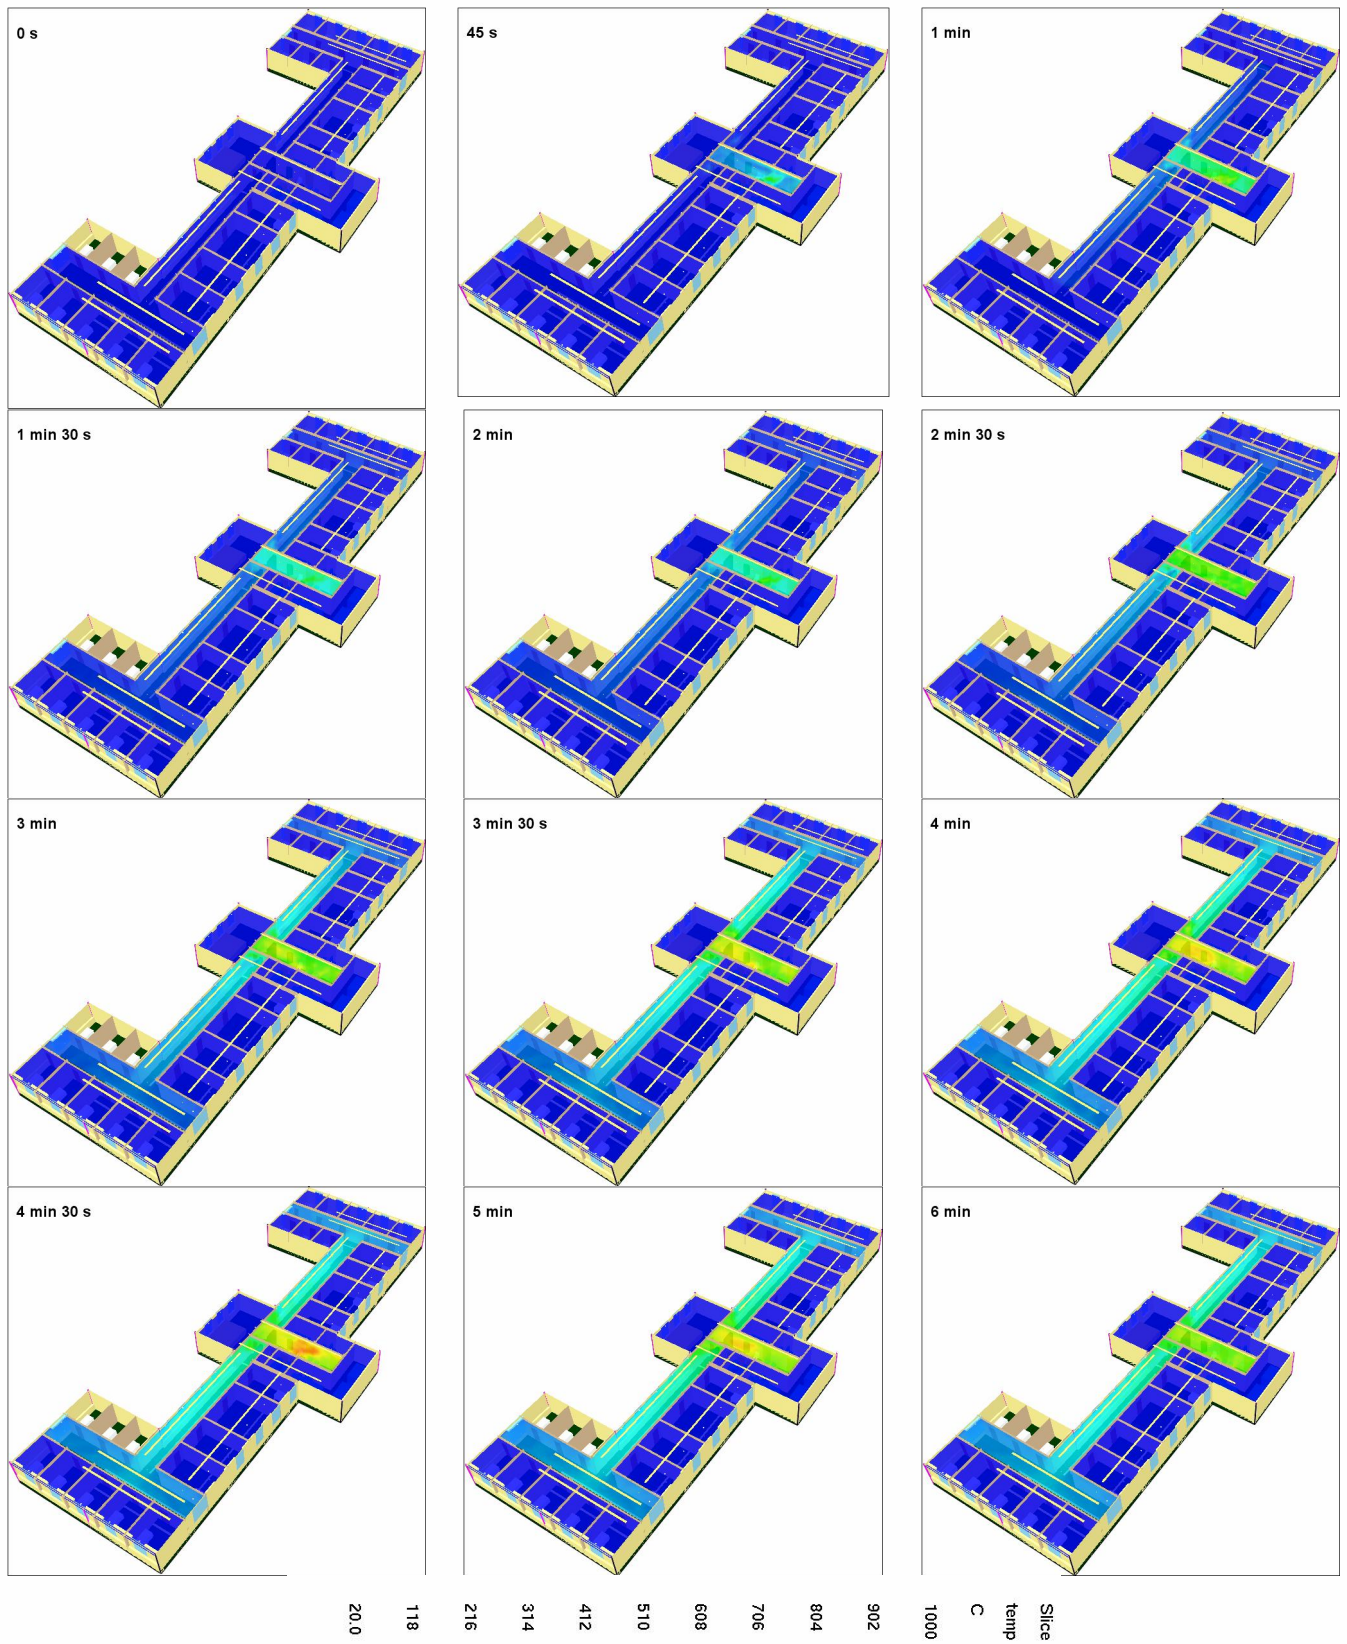 0 s
45 s
1 min
1 min 30 s
2 min
2 min 30 s
3 min
3 min 30 s
4 min
4 min 30 s
5 min
6 min
Slice
temp
C
1000
902
804
706
608
510
412
314
216
118
20.0